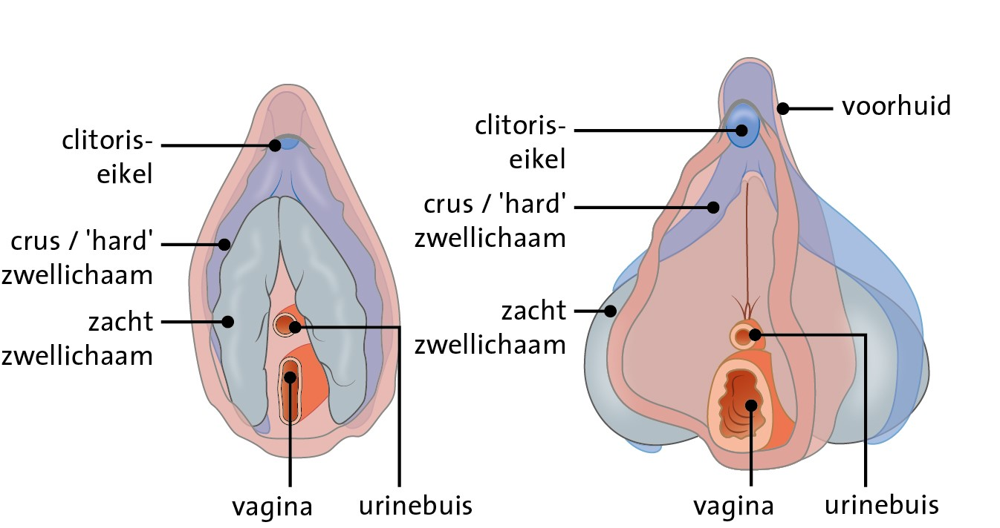 clitoris-
eikel
crus / 'hard'
zwellichaam
zacht
zwellichaam
vagina
urinebuis
clitoris-
eikel
voorhuid
crus / 'hard'
zwellichaam
zacht
zwellichaam
vagina
urinebuis